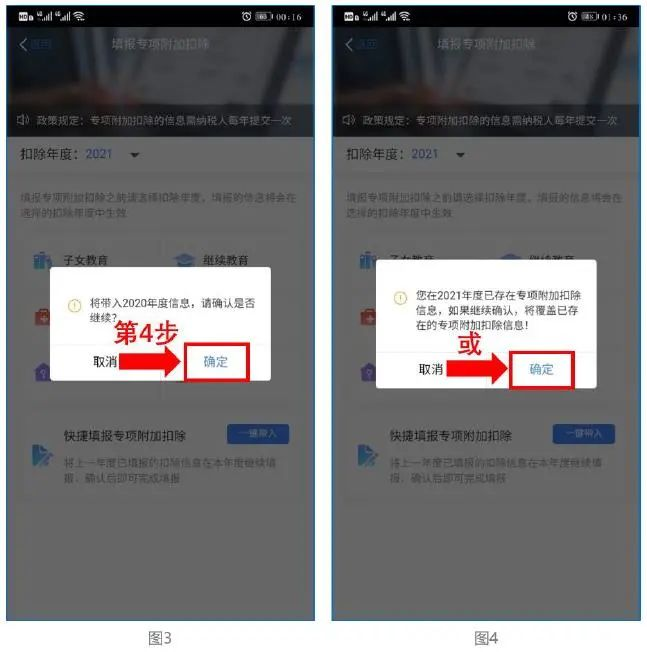 00:16
返回
填报专项附加扣除
政策规定：专项附加扣除的信息需纳税人每年提交一次
扣除年度：2021
填报专项附加扣除之前请选择扣除年度，填报的信息将会在
选择的扣除年度中生效
子女教育
继续教育
将带入2020年度信息，请确认是否
继续？
第4步
取消
确定
快捷填报专项附加扣除
一键带入
将上一年度已填报的扣除信息在本年度继续填
报，确认后即可完成填报
图3
01:36
返回
填报专项附加扣除
政策规定：专项附加扣除的信息需纳税人每年提交一次
扣除年度：2021
填报专项附加扣除之前请选择扣除年度，填报的信息将会在
选择的扣除年度中生效
子女教育
继续教育
您在2021年度已存在专项附加扣除
信息，如果继续确认，将覆盖已存
在的专项附加扣除信息！
或
取消
确定
快捷填报专项附加扣除
一键带入
将上一年度已填报的扣除信息在本年度继续填
报，确认后即可完成填报
图4